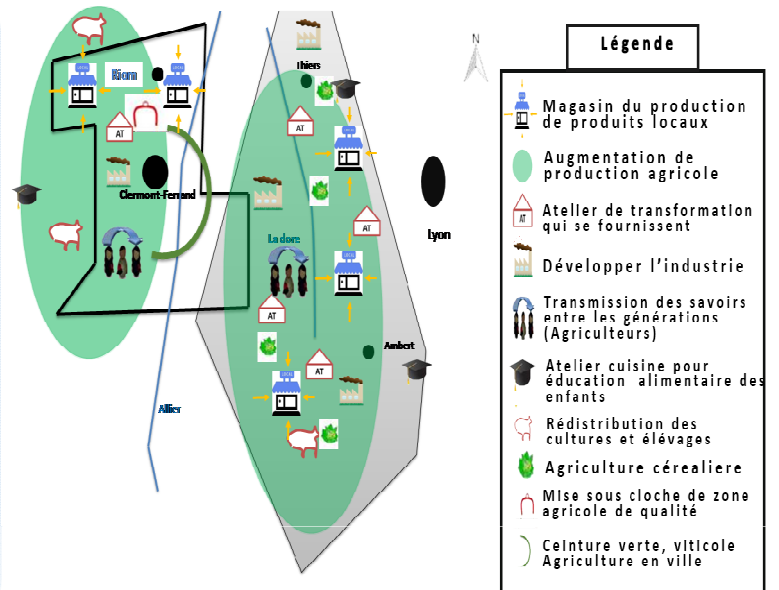 N
Légende
Thiers
Riom
Magasin du production
de produits locaux
Augmentation de
production agricole
AT
AT
Clermont-Ferrand
Lyon
AT
Atelier de transformation
qui se fournissent
AT
La dore
Développer l'industrie
Transmission des savoirs
entre les générations
(Agriculteurs)
AT
Ambert
AT
Atelier cuisine pour
éducation alimentaire des
enfants
Allier
Rédistribution des
cultures et élévages
Agriculture céréaliere
Mise sous cloche de zone
agricole de qualité
Ceinture verte, viticole
Agriculture en ville